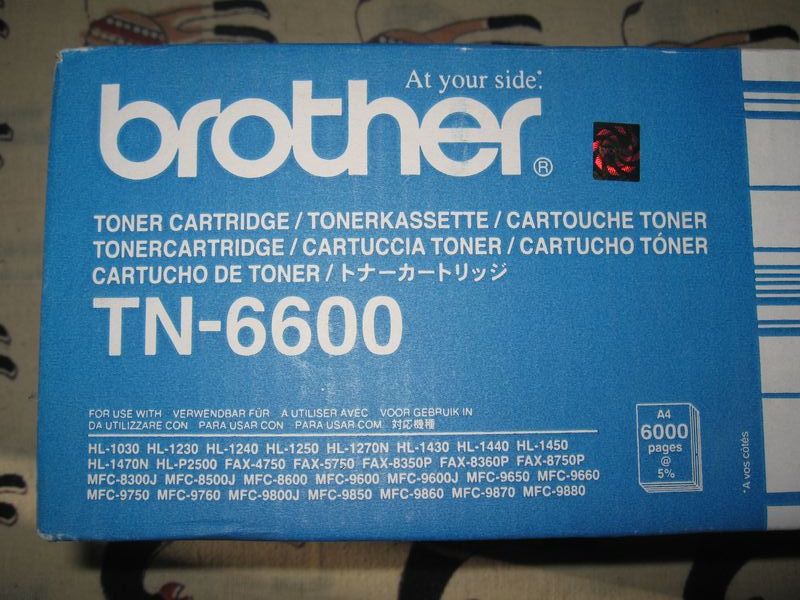 At your side.
brother®
TONER CARTRIDGE / TONERKASSETTE / CARTOUCHE TONER
TONERCARTRIDGE / CARTUCCIA TONER / CARTUCHO TÓNER
CARTUCHO DE TONER / トナーカートリッジ
TN-6600
FOR USE WITH VERWENDBAR FÜR A UTILISER AVEC VOOR GEBRUIK IN
DA UTILIZZARE CON PARA USAR CON PARA USAR COM 対応機種
HL-1030 HL-1230 HL-1240 HL-1250 HL-1270N HL-1430 HL-1440 HL-1450
HL-1470N HL-P2500 FAX-4750 FAX-5750 FAX-8350P FAX-8360P FAX-8750P
MFC-8300J MFC-8500J MFC-8600 MFC-9600 MFC-9600J MFC-9650 MFC-9660
MFC-9750 MFC-9760 MFC-9800J MFC-9850 MFC-9860 MFC-9870 MFC-9880
A4
6000
pages
@
5%
*A vos côtés